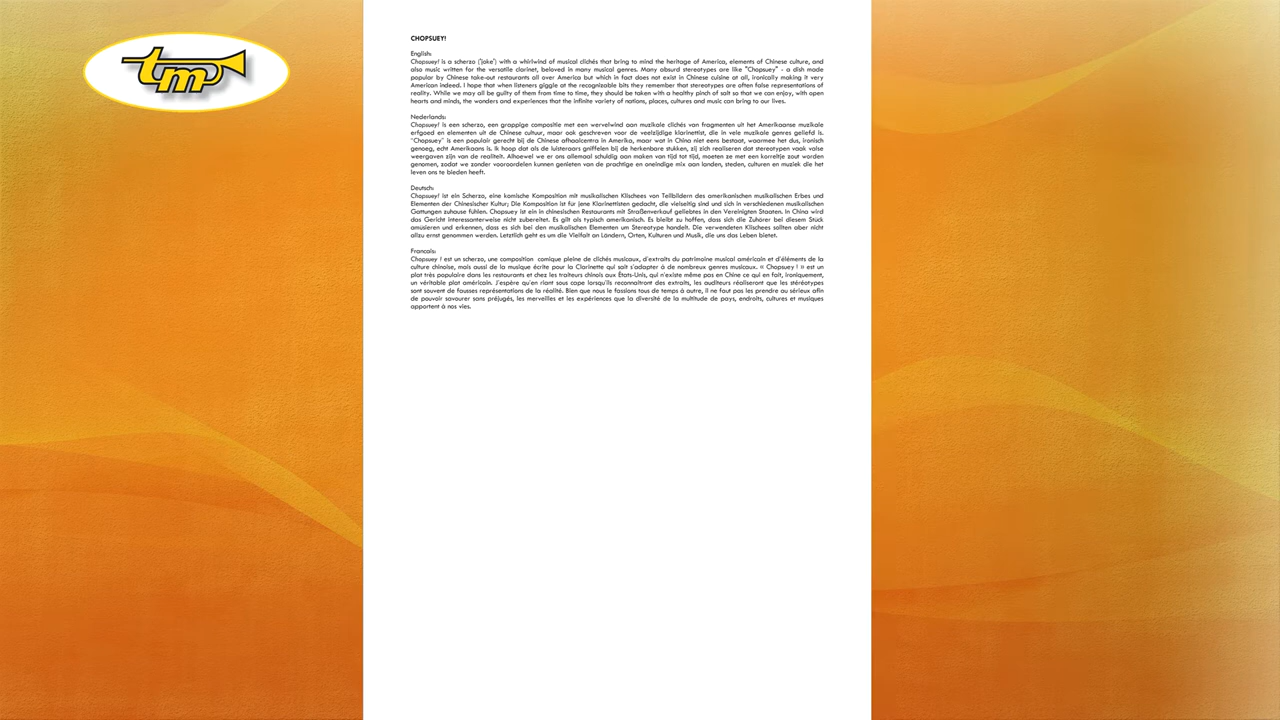 tm
CHOPSUEY!
English:
Chopsuey! is a scherzo ('joke') with a whirlwind of musical clichés that bring to mind the heritage of America, elements of Chinese culture, and
also music written for the versatile clarinet, beloved in many musical genres. Many absurd stereotypes are like "Chopsuey" - a dish made
popular by Chinese take-out restaurants all over America but which in fact does not exist in Chinese cuisine at all, ironically making it very
American indeed. I hope that when listeners giggle at the recognizable bits they remember that stereotypes are often false representations of
reality. While we may all be guilty of them from time to time, they should be taken with a healthy pinch of salt so that we can enjoy, with open
hearts and minds, the wonders and experiences that the infinite variety of nations, places, cultures and music can bring to our lives.
Nederlands:
Chopsuey! is een scherzo, een grappige compositie met een wervelwind aan muzikale clichés van fragmenten uit het Amerikaanse muzikale
erfgoed en elementen uit de Chinese cultuur, maar ook geschreven voor de veelzijdige klarinettist, die in vele muzikale genres geliefd is.
"Chopsuey" is een populair gerecht bij de Chinese afhaalcentra in Amerika, maar wat in China niet eens bestaat, waarmee het dus, ironisch
genoeg, echt Amerikaans is. Ik hoop dat als de luisteraars gniffelen bij de herkenbare stukken, zij zich realiseren dat stereotypen vaak valse
weergaven zijn van de realiteit. Alhoewel we er ons allemaal schuldig aan maken van tijd tot tijd, moeten ze met een korreltje zout worden
genomen, zodat we zonder vooroordelen kunnen genieten van de prachtige en oneindige mix aan landen, steden, culturen en muziek die het
leven ons te bieden heeft.
Deutsch:
Chopsuey! ist ein Scherzo, eine komische Komposition mit musikalischen Klischees von Teilbildern des amerikanischen musikalischen Erbes und
Elementen der Chinesischer Kultur; Die Komposition ist für jene Klarinettisten gedacht, die vielseitig sind und sich in verschiedenen musikalischen
Gattungen zuhause fühlen. Chopsuey ist ein in chinesischen Restaurants mit Straßenverkauf geliebtes in den Vereinigten Staaten. In China wird
das Gericht interessanterweise nicht zubereitet. Es gilt als typisch amerikanisch. Es bleibt zu hoffen, dass sich die Zuhörer bei diesem Stück
amüsieren und erkennen, dass es sich bei den musikalischen Elementen um Stereotype handelt. Die verwendeten Klischees sollten aber nicht
allzu ernst genommen werden. Letztlich geht es um die Vielfalt an Ländern, Orten, Kulturen und Musik, die uns das Leben bietet.
Francais:
Chopsuey ! est un scherzo, une composition comique pleine de clichés musicaux, d'extraits du patrimoine musical américain et d'éléments de la
culture chinoise, mais aussi de la musique écrite pour la Clarinette qui sait s'adapter à de nombreux genres musicaux. « Chopsuey ! » est un
plat très populaire dans les restaurants et chez les traiteurs chinois aux États-Unis, qui n'existe même pas en Chine ce qui en fait, ironiquement,
un véritable plat américain. J'espère qu'en riant sous cape lorsqu'ils reconnaîtront des extraits, les auditeurs réaliseront que les stéréotypes
sont souvent de fausses représentations de la réalité. Bien que nous le fassions tous de temps à autre, il ne faut pas les prendre au sérieux afin
de pouvoir savourer sans préjugés, les merveilles et les expériences que la diversité de la multitude de pays, endroits, cultures et musiques
apportent à nos vies.